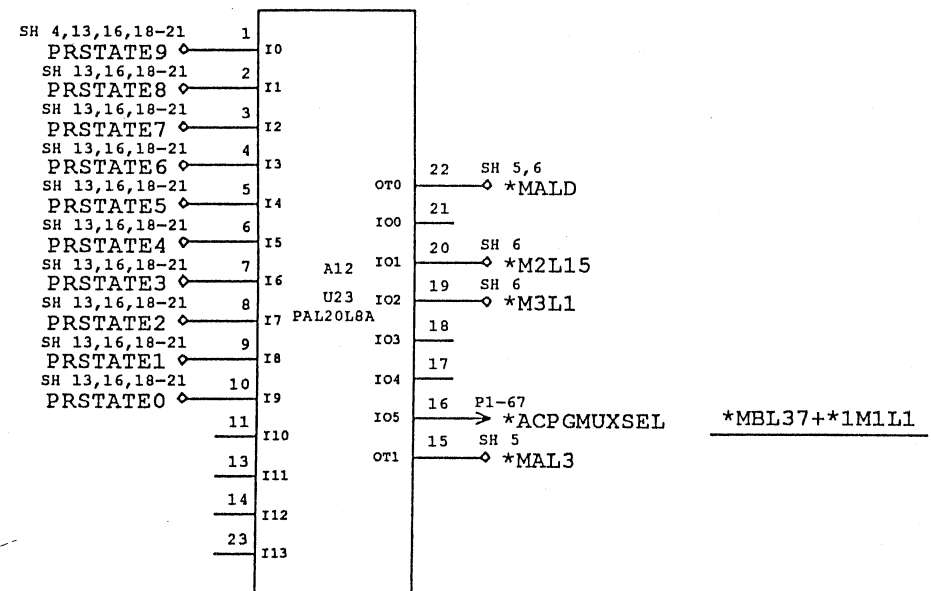 SH 4,13,16,18-21
PRSTATE9 1 I0
SH 13,16,18-21
PRSTATE8 2 I1
SH 13,16,18-21
PRSTATE7 3 I2
SH 13,16,18-21
PRSTATE6 4 I3
SH 13,16,18-21
PRSTATE5 5 I4
SH 13,16,18-21
PRSTATE4 6 I5
SH 13,16,18-21
PRSTATE3 7 I6
SH 13,16,18-21
PRSTATE2 8 I7
SH 13,16,18-21
PRSTATE1 9 I8
SH 13,16,18-21
PRSTATE0 10 I9
11 I10
13 I11
14 I12
23 I13
A12
U23
PAL20L8A
OT0 22 SH 5,6
*MALD
IO0 21
IO1 20 SH 6
*M2L15
IO2 19 SH 6
*M3L1
IO3 18
IO4 17
IO5 16 P1-67
*ACPGMUXSEL *MBL37+*1M1L1
OT1 15 SH 5
*MAL3